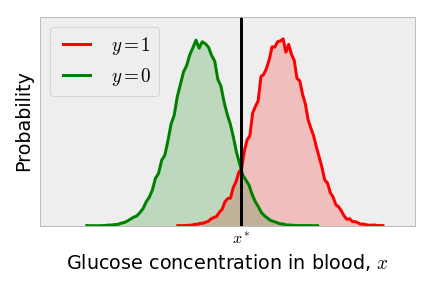 y = 1
y = 0
Probability
x*
Glucose concentration in blood, x